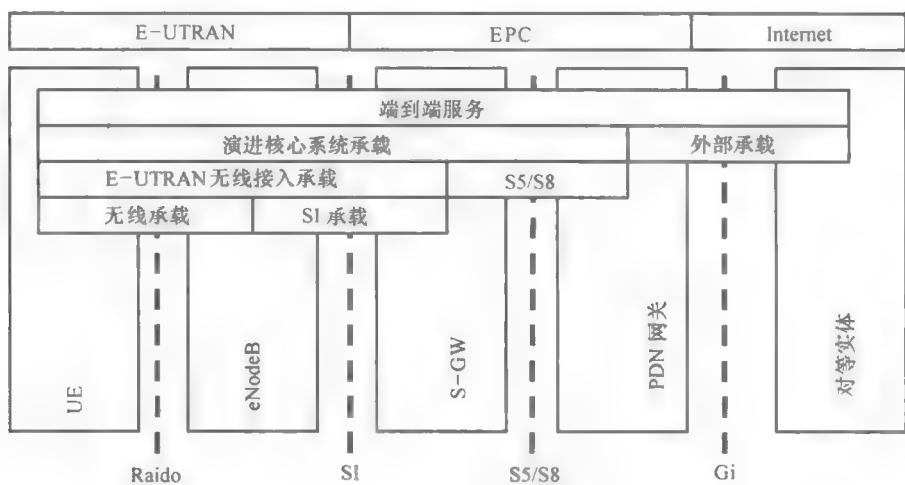 E-UTRAN EPC Internet
端到端服务
演进核心系统承载 外部承载
E-UTRAN无线接入承载 S5/S8
无线承载 SI 承载
UE
eNodeB
S-GW
PDN 网关
对等实体
Raido SI S5/S8 Gi